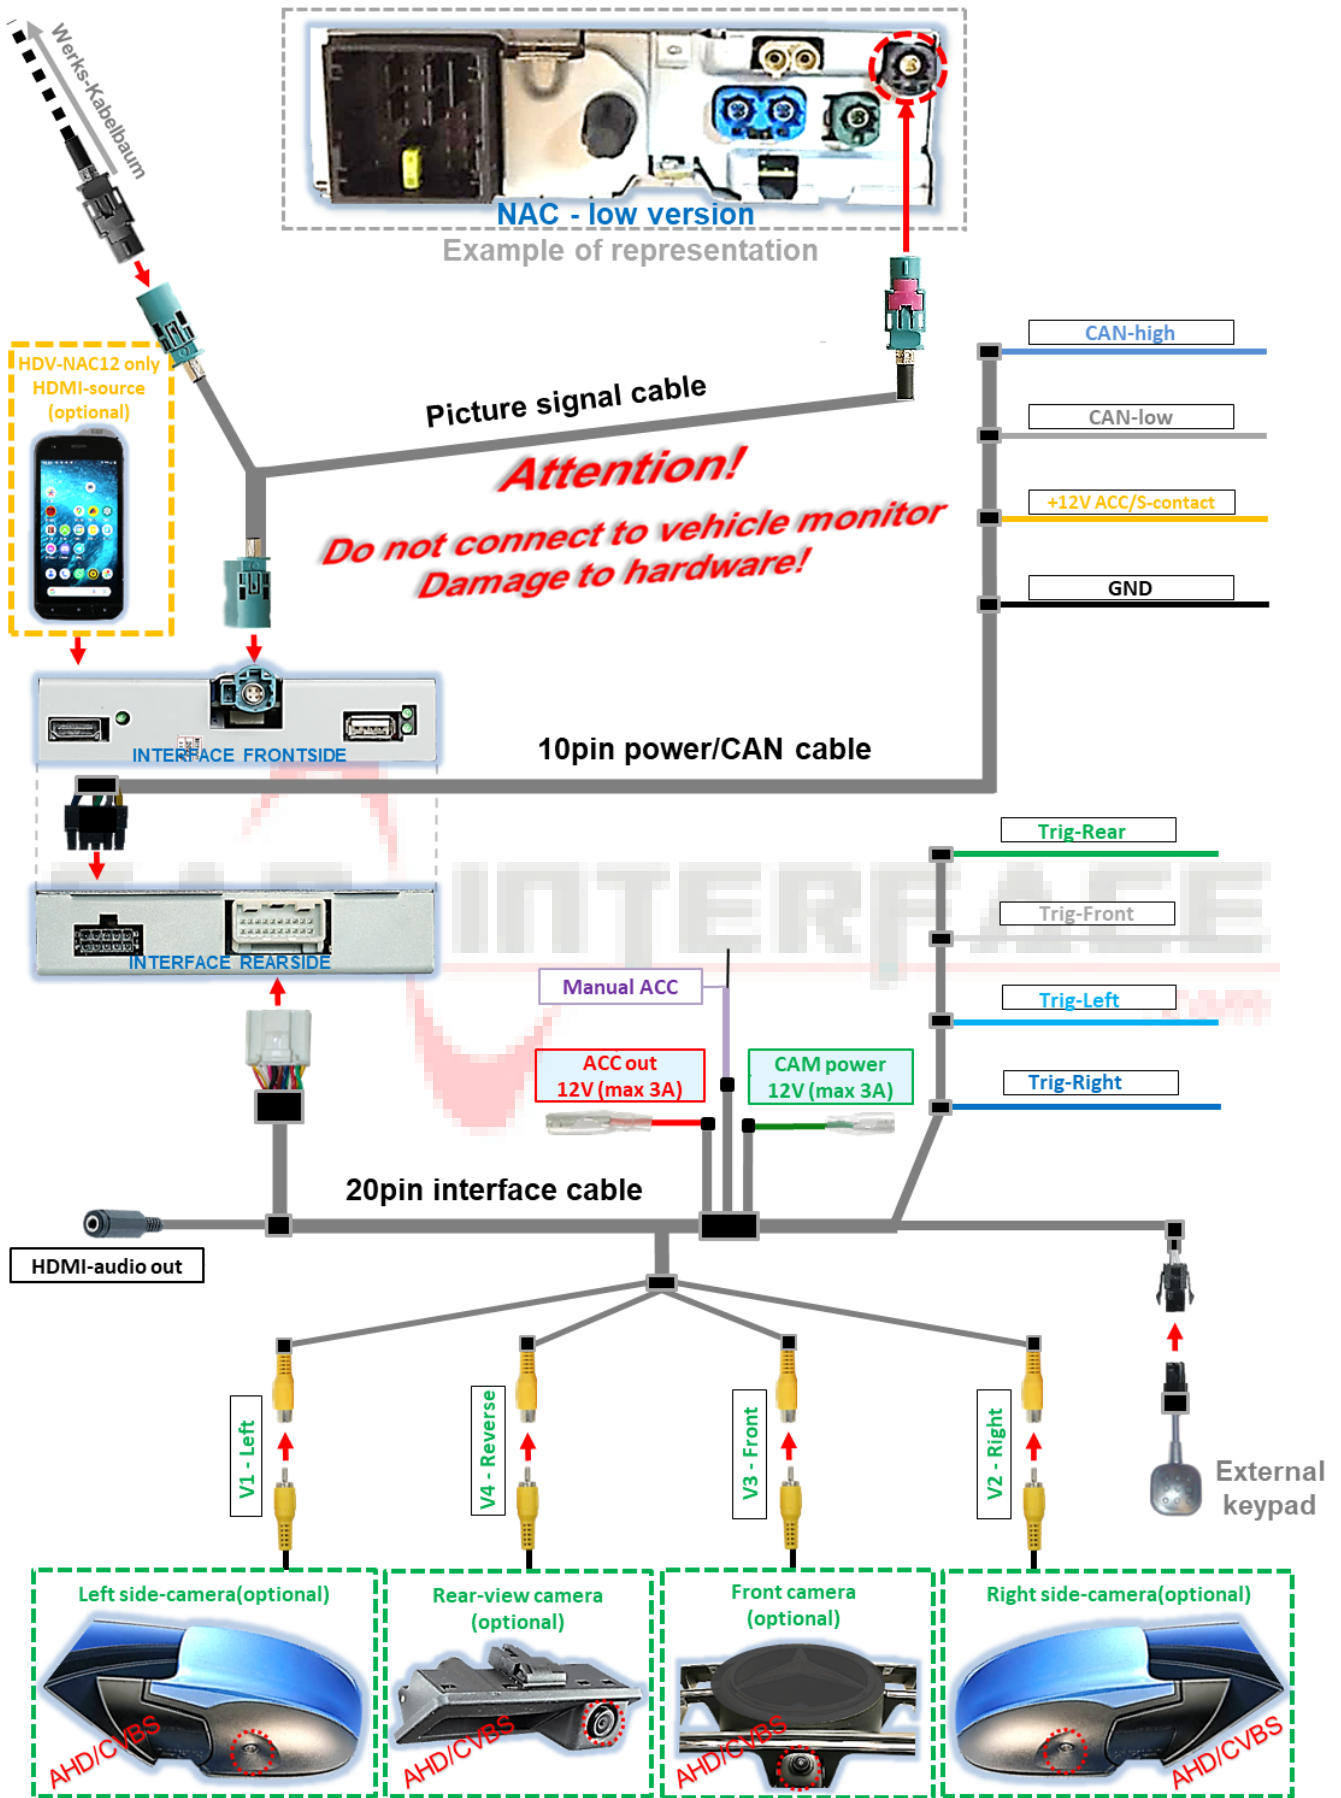 Werks-Kabelbaum
NAC - low version
Example of representation
HDV-NAC12 only
HDMI-source
(optional)
CAN-high
CAN-low
+12V ACC/S-contact
GND
Picture signal cable
Attention!
Do not connect to vehicle monitor
Damage to hardware!
INTERFACE FRONTSIDE
10pin power/CAN cable
Trig-Rear
INTERFACE
Trig-Front
INTERFACE REARSIDE
Manual ACC
Trig-Left
.com
ACC out
12V (max 3A)
CAM power
12V (max 3A)
Trig-Right
20pin interface cable
HDMI-audio out
V1 - Left
V4 - Reverse
V3 - Front
V2 - Right
External
keypad
Left side-camera(optional)
Rear-view camera
(optional)
Front camera
(optional)
Right side-camera(optional)
AHD/CVBS
AHD/CVBS
AHD/CVBS
AHD/CVBS